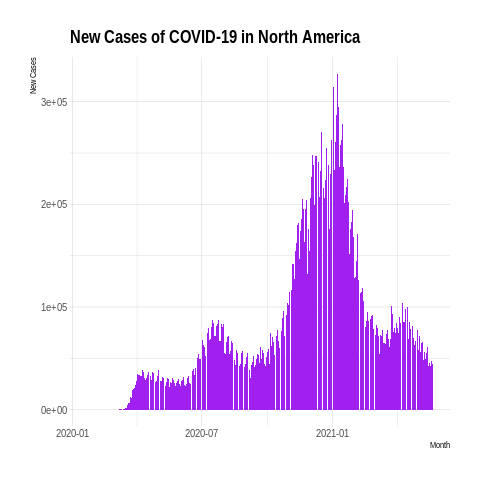 New Cases of COVID-19 in North America
New Cases
3e+05
2e+05
1e+05
0e+00
2020-01 2020-07 2021-01
Month